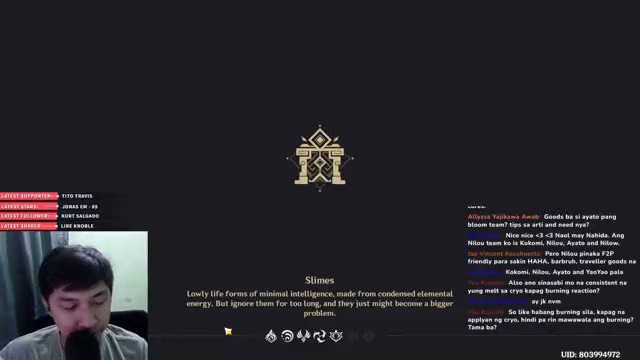 LATEST SUPPORTER: TITO TRAVIS
LATEST STARS: JONAS EM - 85
LATEST FOLLOWER: KURT SALGADO
LATEST SHARER: LIRE KNOBLE
Slimes
Lowly life forms of minimal intelligence, made from condensed elemental
energy. But ignore them for too long, and they just might become a bigger
problem.
Allyzsa Yajikawa Awab: Goods ba si ayato pang
bloom team? tips sa arti and need nya?
Nice nice <3 <3 Naol may Nahida. Ang
Nilou team ko is Kokomi, Nilou, Ayato and Nilow.
Pero Nilou pinaka F2P
friendly para sakin HAHA, barbruh, traveller goods na
Kokomi, Nilou, Ayato and YaoYao pala
Also ano sinasabi mo na consistent na
yung melt sa cryo kapag burning reaction?
ay jk nvm
So like habang burning sila, kapag na
applyan ng cryo, hindi pa rin mawawala ang burning?
Tama ba?
UID: 803994972